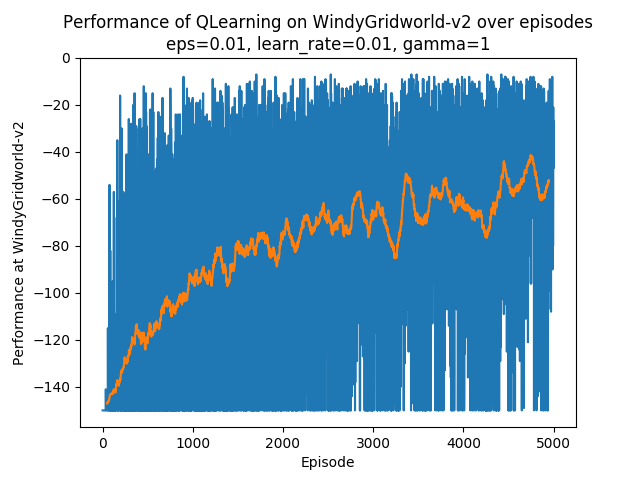 Performance of QLearning on WindyGridworld-v2 over episodes
eps=0.01, learn_rate=0.01, gamma=1
0
−20
−40
−60
−80
−100
−120
−140
Performance at WindyGridworld-v2
0 1000 2000 3000 4000 5000
Episode